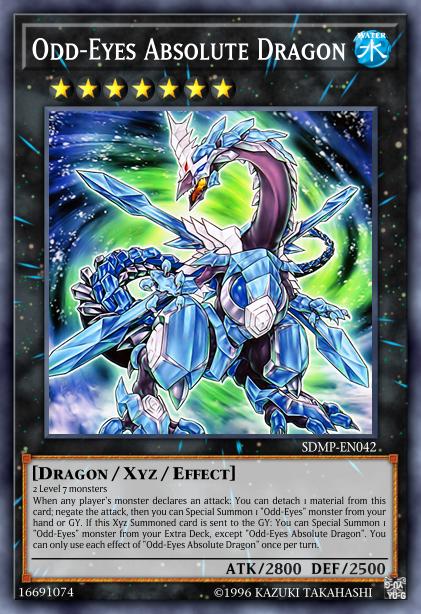 ODD-EYES ABSOLUTE DRAGON
WATER
水
SDMP-EN042
[DRAGON / XYZ / EFFECT]
2 Level 7 monsters
When any player's monster declares an attack: You can detach 1 material from this
card; negate the attack, then you can Special Summon 1 "Odd-Eyes" monster from your
hand or GY. If this Xyz Summoned card is sent to the GY: You can Special Summon 1
"Odd-Eyes" monster from your Extra Deck, except "Odd-Eyes Absolute Dragon". You
can only use each effect of "Odd-Eyes Absolute Dragon" once per turn.
ATK/2800 DEF/2500
16691074
©1996 KAZUKI TAKAHASHI